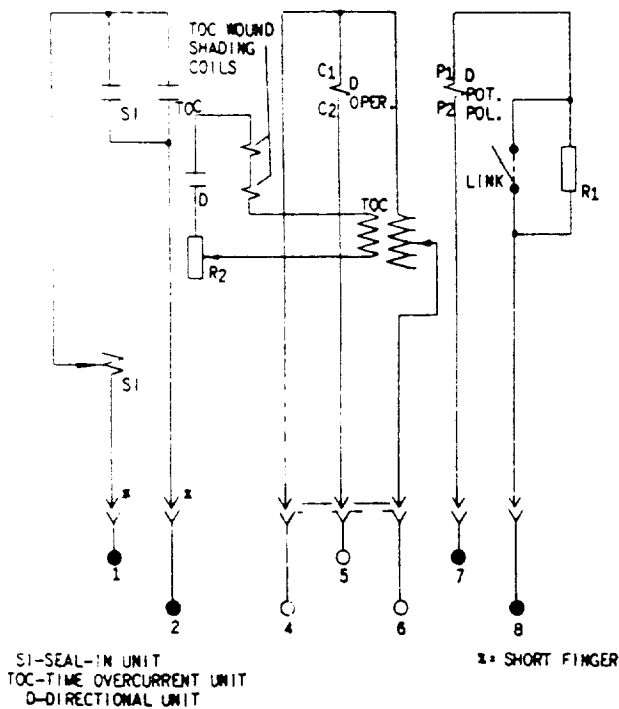 TOC WOUND
SHADING
COILS
C1
D
OPER.
C2
P1 D
POT.
P2 POL.
SI
TOC
LINK
R1
D
TOC
R2
SI
x
x
1
5
7
2
4
6
8
SI-SEAL-IN UNIT
TOC-TIME OVERCURRENT UNIT
D-DIRECTIONAL UNIT
x= SHORT FINGER